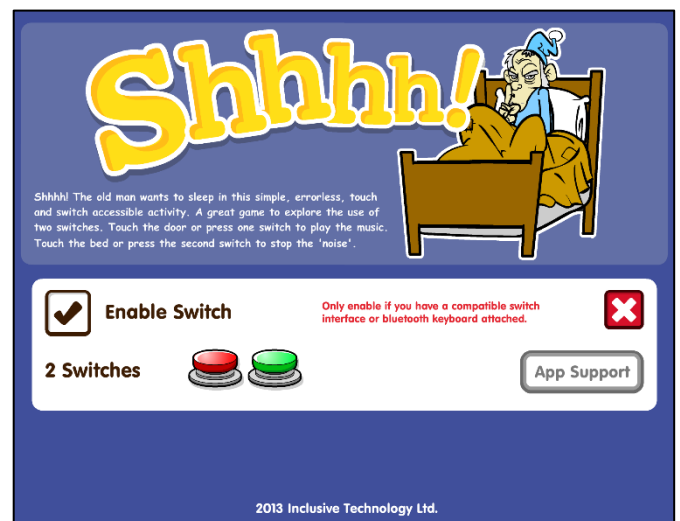 Shhhh!
Shhhh! The old man wants to sleep in this simple, errorless, touch
and switch accessible activity. A great game to explore the use of
two switches. Touch the door or press one switch to play the music.
Touch the bed or press the second switch to stop the 'noise'.
Enable Switch
Only enable if you have a compatible switch
interface or bluetooth keyboard attached.
2 Switches
App Support
2013 Inclusive Technology Ltd.